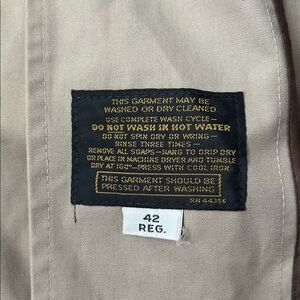 THIS GARMENT MAY BE
WASHED OR DRY CLEANED
USE COMPLETE WASH CYCLE—
DO NOT WASH IN HOT WATER
DO NOT SPIN DRY OR WRING—
RINSE THREE TIMES—
REMOVE ALL SOAPS—HANG TO DRIP DRY
OR PLACE IN MACHINE DRYER AND TUMBLE
DRY AT 160°—PRESS WITH COOL IRON
THIS GARMENT SHOULD BE
PRESSED AFTER WASHING
RN 44356
42
REG.